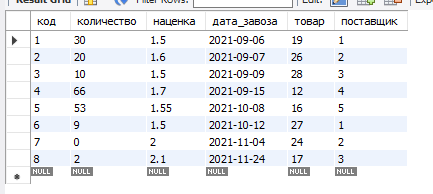 Result Grid Filter Rows: Edit:
код количество наценка дата_завоза товар поставщик
1 30 1.5 2021-09-06 19 1
2 20 1.6 2021-09-07 26 2
3 10 1.5 2021-09-09 28 3
4 66 1.7 2021-09-15 12 4
5 53 1.55 2021-10-08 16 5
6 9 1.5 2021-10-12 27 1
7 0 2 2021-11-04 24 2
8 2 2.1 2021-11-24 17 3
NULL NULL NULL NULL NULL NULL